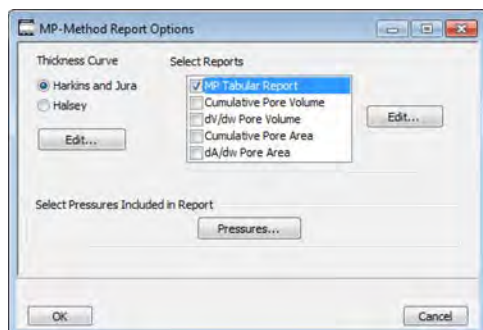 MP-Method Report Options
Thickness Curve
Harkins and Jura
Halsey
Edit...
Select Reports
MP Tabular Report
Cumulative Pore Volume
dV/dw Pore Volume
Cumulative Pore Area
dA/dw Pore Area
Edit...
Select Pressures Included in Report
Pressures...
OK
Cancel